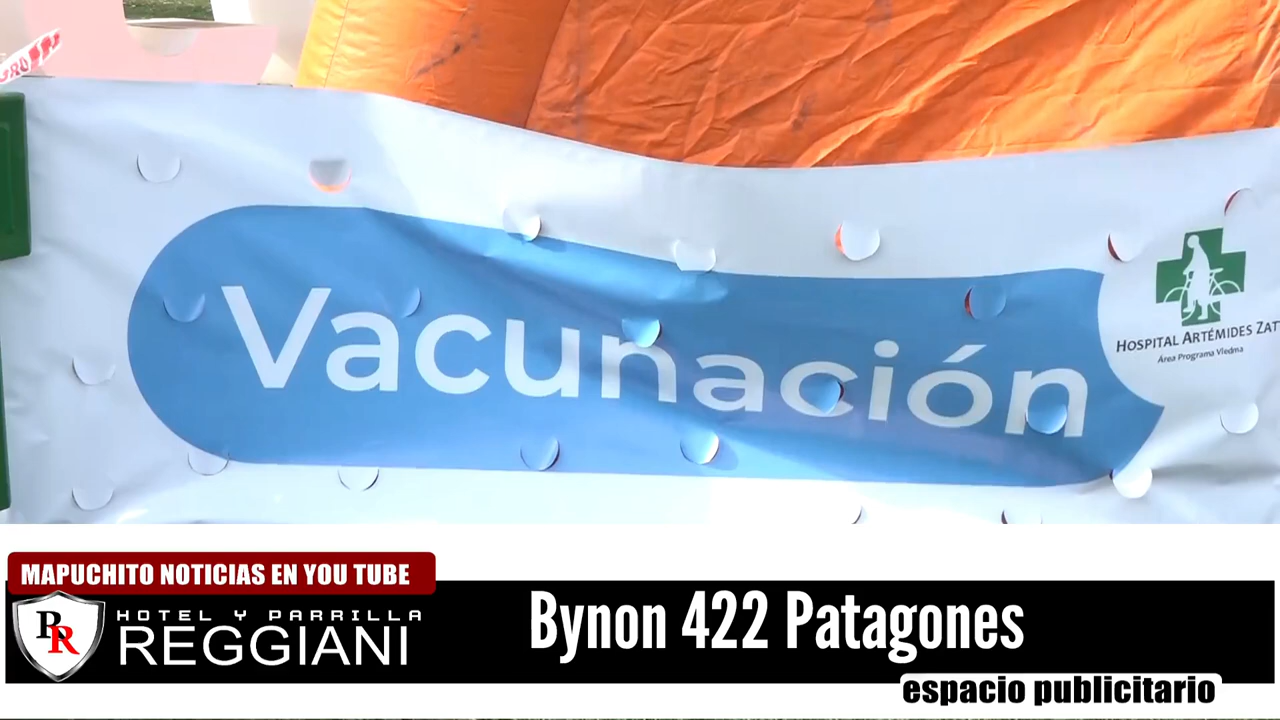 Vacunación
HOSPITAL ARTÉMIDES ZAT
Área Programa Viedma
MAPUCHITO NOTICIAS EN YOU TUBE
BR
HOTEL Y PARRILLA
REGGIANI
Bynon 422 Patagones
espacio publicitario